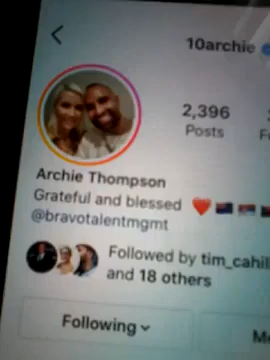 10archie
2,396
Posts
Archie Thompson
Grateful and blessed
@bravotalentmgmt
Followed by tim_cahil
and 18 others
Following